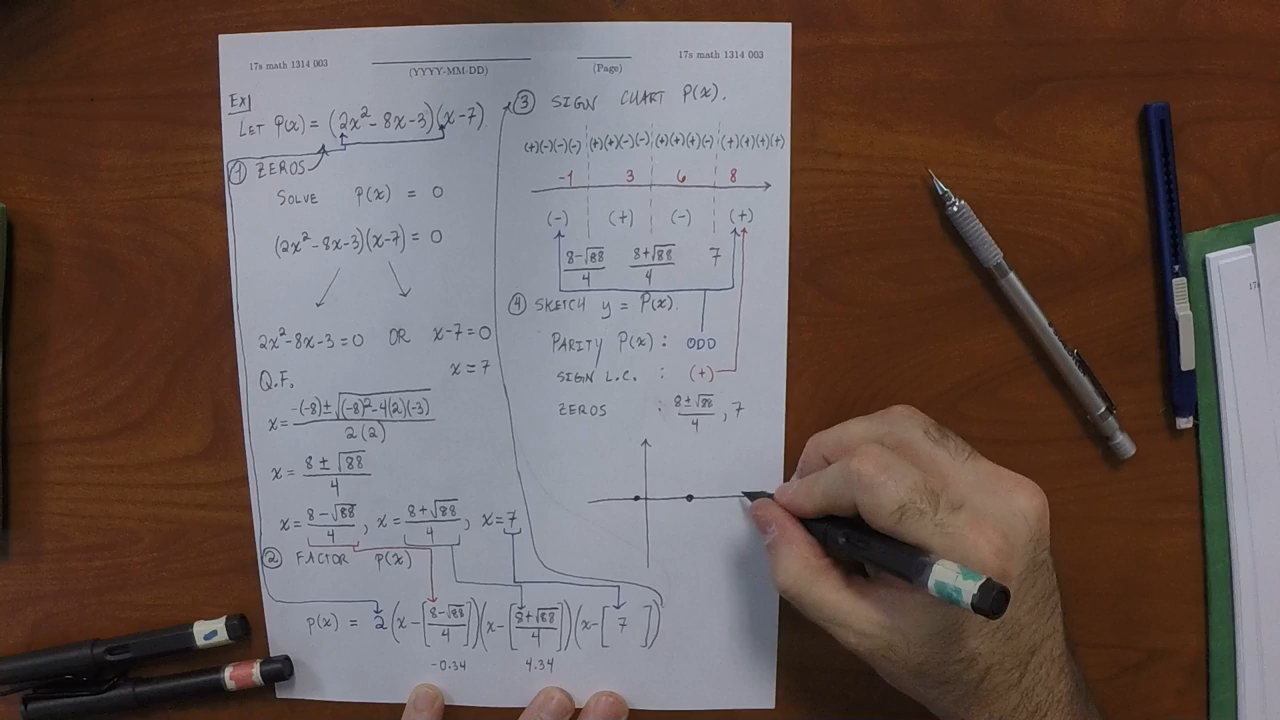 17s math 1314 003
(YYYY-MM-DD)
(Page)
17s math 1314 003
Ex|
LET P(x) = (2x²-8x-3)(x-7)
① ZEROS
SOLVE P(x) = 0
(2x²-8x-3)(x-7) = 0
2x²-8x-3=0 OR x-7=0
x=7
Q.F.
x = (-(-8)±√((-8)²-4(2)(-3)))/(2(2))
x = (8 ± √88)/4
x = (8-√88)/4, x = (8+√88)/4, x=7
② FACTOR P(x)
P(x) = 2(x-[(8-√88)/4])(x-[(8+√88)/4])(x-[7])
-0.34 4.34
③ SIGN CHART P(x).
(+)(-)(-)(-) (+)(+)(-)(-) (+)(+)(+)(-) (+)(+)(+)(+)
-1 3 6 8
(-) (+) (-) (+)
(8-√88)/4 (8+√88)/4 7
④ SKETCH y = P(x).
PARITY P(x) : ODD
SIGN L.C. : (+)
ZEROS : (8±√88)/4, 7